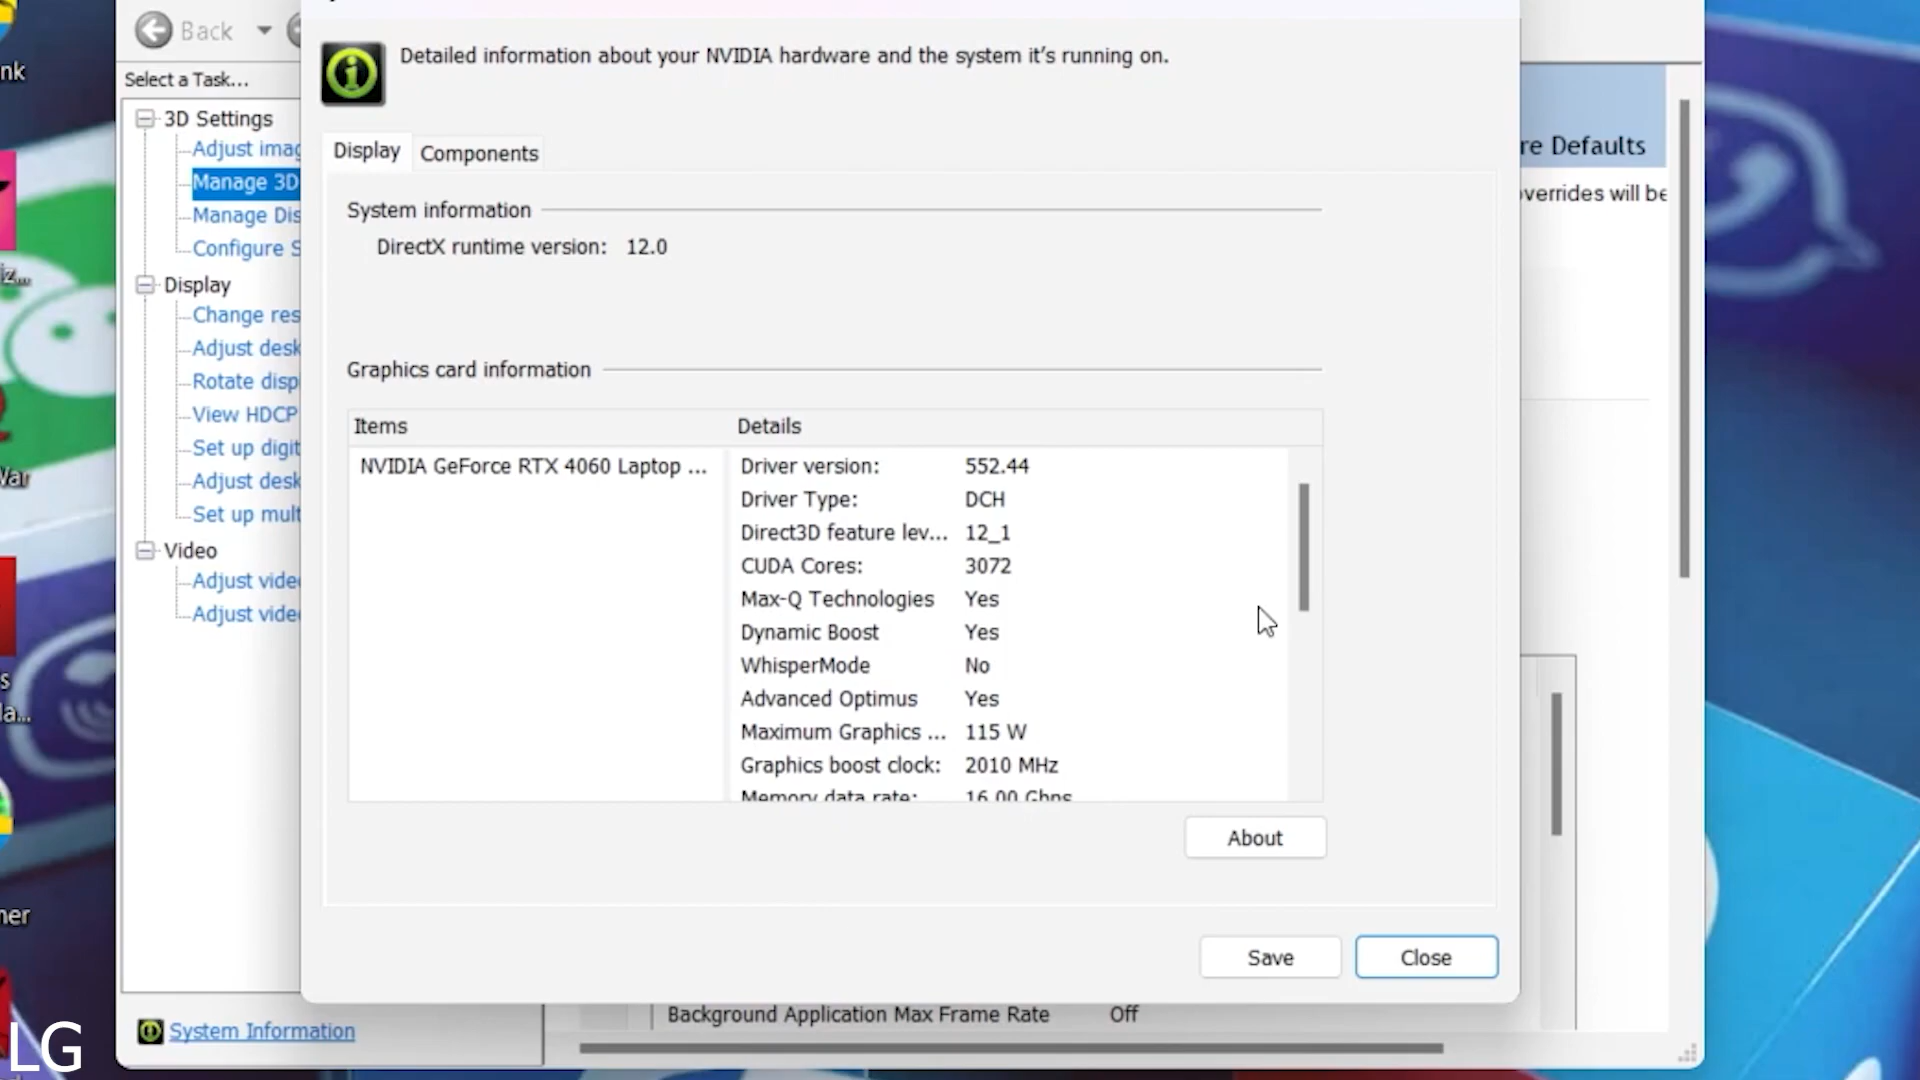 Back
Detailed information about your NVIDIA hardware and the system it's running on.
nk
Select a Task...
3D Settings
Adjust imag
Manage 3D
Manage Dis
Configure S
Display
Change res
Adjust desk
Rotate disp
View HDCP
Set up digit
Adjust desk
Set up mult
Video
Adjust vide
Adjust vide
Display
Components
re Defaults
verrides will be
System information
DirectX runtime version: 12.0
iz...
Graphics card information
Items
Details
NVIDIA GeForce RTX 4060 Laptop ...
Driver version: 552.44
Driver Type: DCH
Direct3D feature lev... 12_1
CUDA Cores: 3072
Max-Q Technologies Yes
Dynamic Boost Yes
WhisperMode No
Advanced Optimus Yes
Maximum Graphics ... 115 W
Graphics boost clock: 2010 MHz
Memory data rate: 16.00 Gbps
War
s
a...
About
ner
Save
Close
Background Application Max Frame Rate Off
System Information
LG